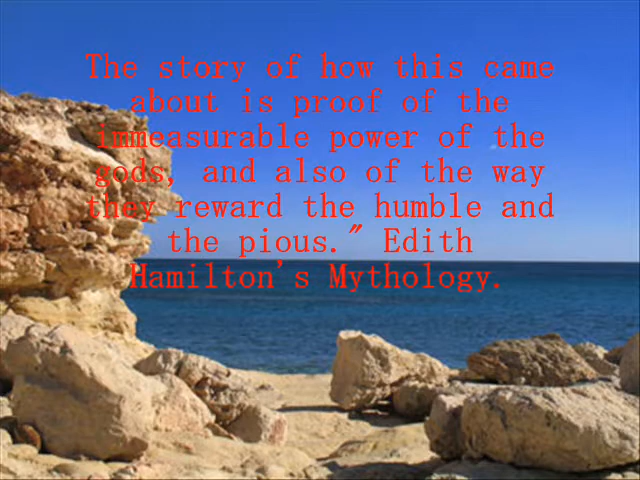 The story of how this came
about is proof of the
immeasurable power of the
gods, and also of the way
they reward the humble and
the pious." Edith
Hamilton's Mythology.